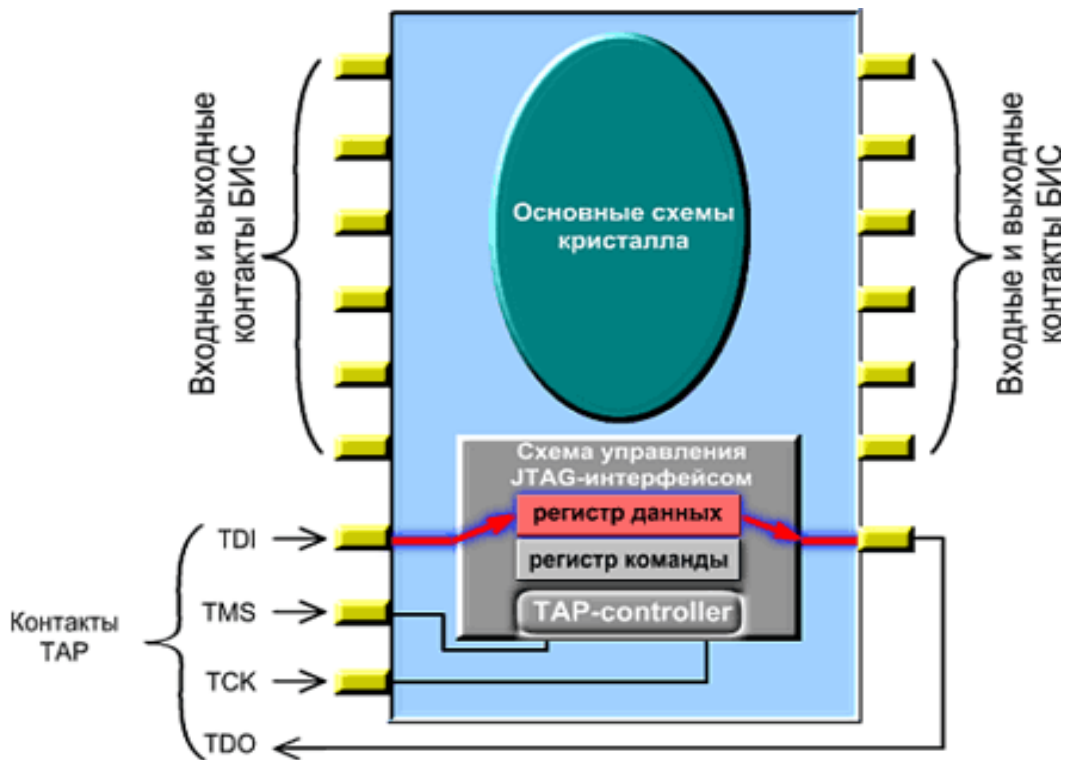 Входные и выходные
контакты БИС
Основные схемы
кристалла
Входные и выходные
контакты БИС
Схема управления
JTAG-интерфейсом
регистр данных
регистр команды
TAP-controller
Контакты
TAP
TDI
TMS
TCK
TDO